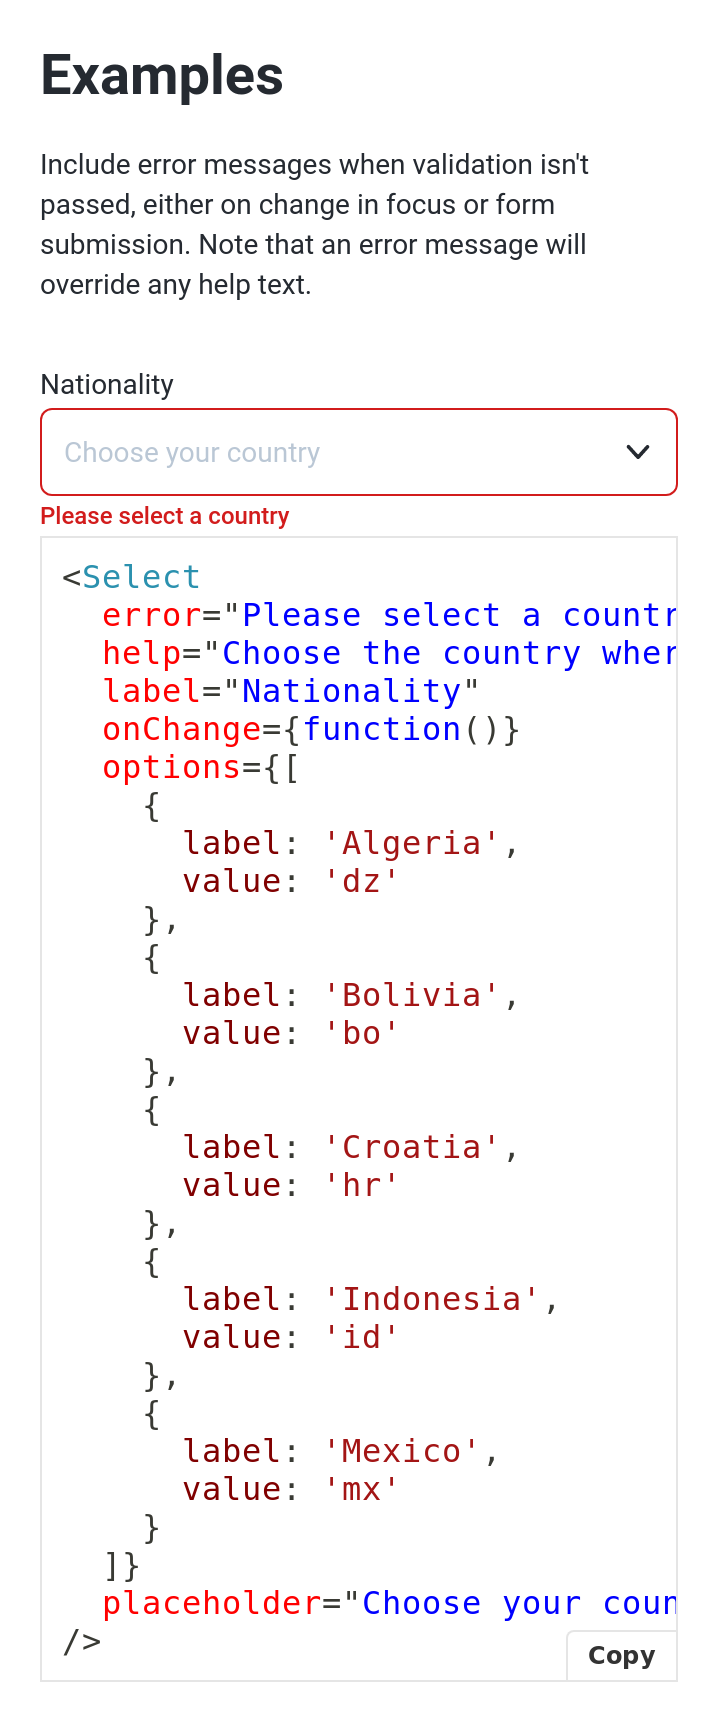 Examples
Include error messages when validation isn't
passed, either on change in focus or form
submission. Note that an error message will
override any help text.
Nationality
Choose your country
Please select a country
<Select
  error="Please select a countr
  help="Choose the country wher
  label="Nationality"
  onChange={function()}
  options={[
    {
      label: 'Algeria',
      value: 'dz'
    },
    {
      label: 'Bolivia',
      value: 'bo'
    },
    {
      label: 'Croatia',
      value: 'hr'
    },
    {
      label: 'Indonesia',
      value: 'id'
    },
    {
      label: 'Mexico',
      value: 'mx'
    }
  ]}
  placeholder="Choose your coun
/>
Copy